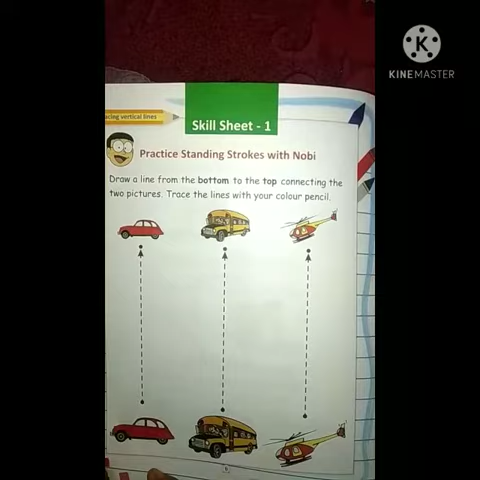 K
KINEMASTER
acing vertical lines
Skill Sheet - 1
Practice Standing Strokes with Nobi
Draw a line from the bottom to the top connecting the
two pictures. Trace the lines with your colour pencil.